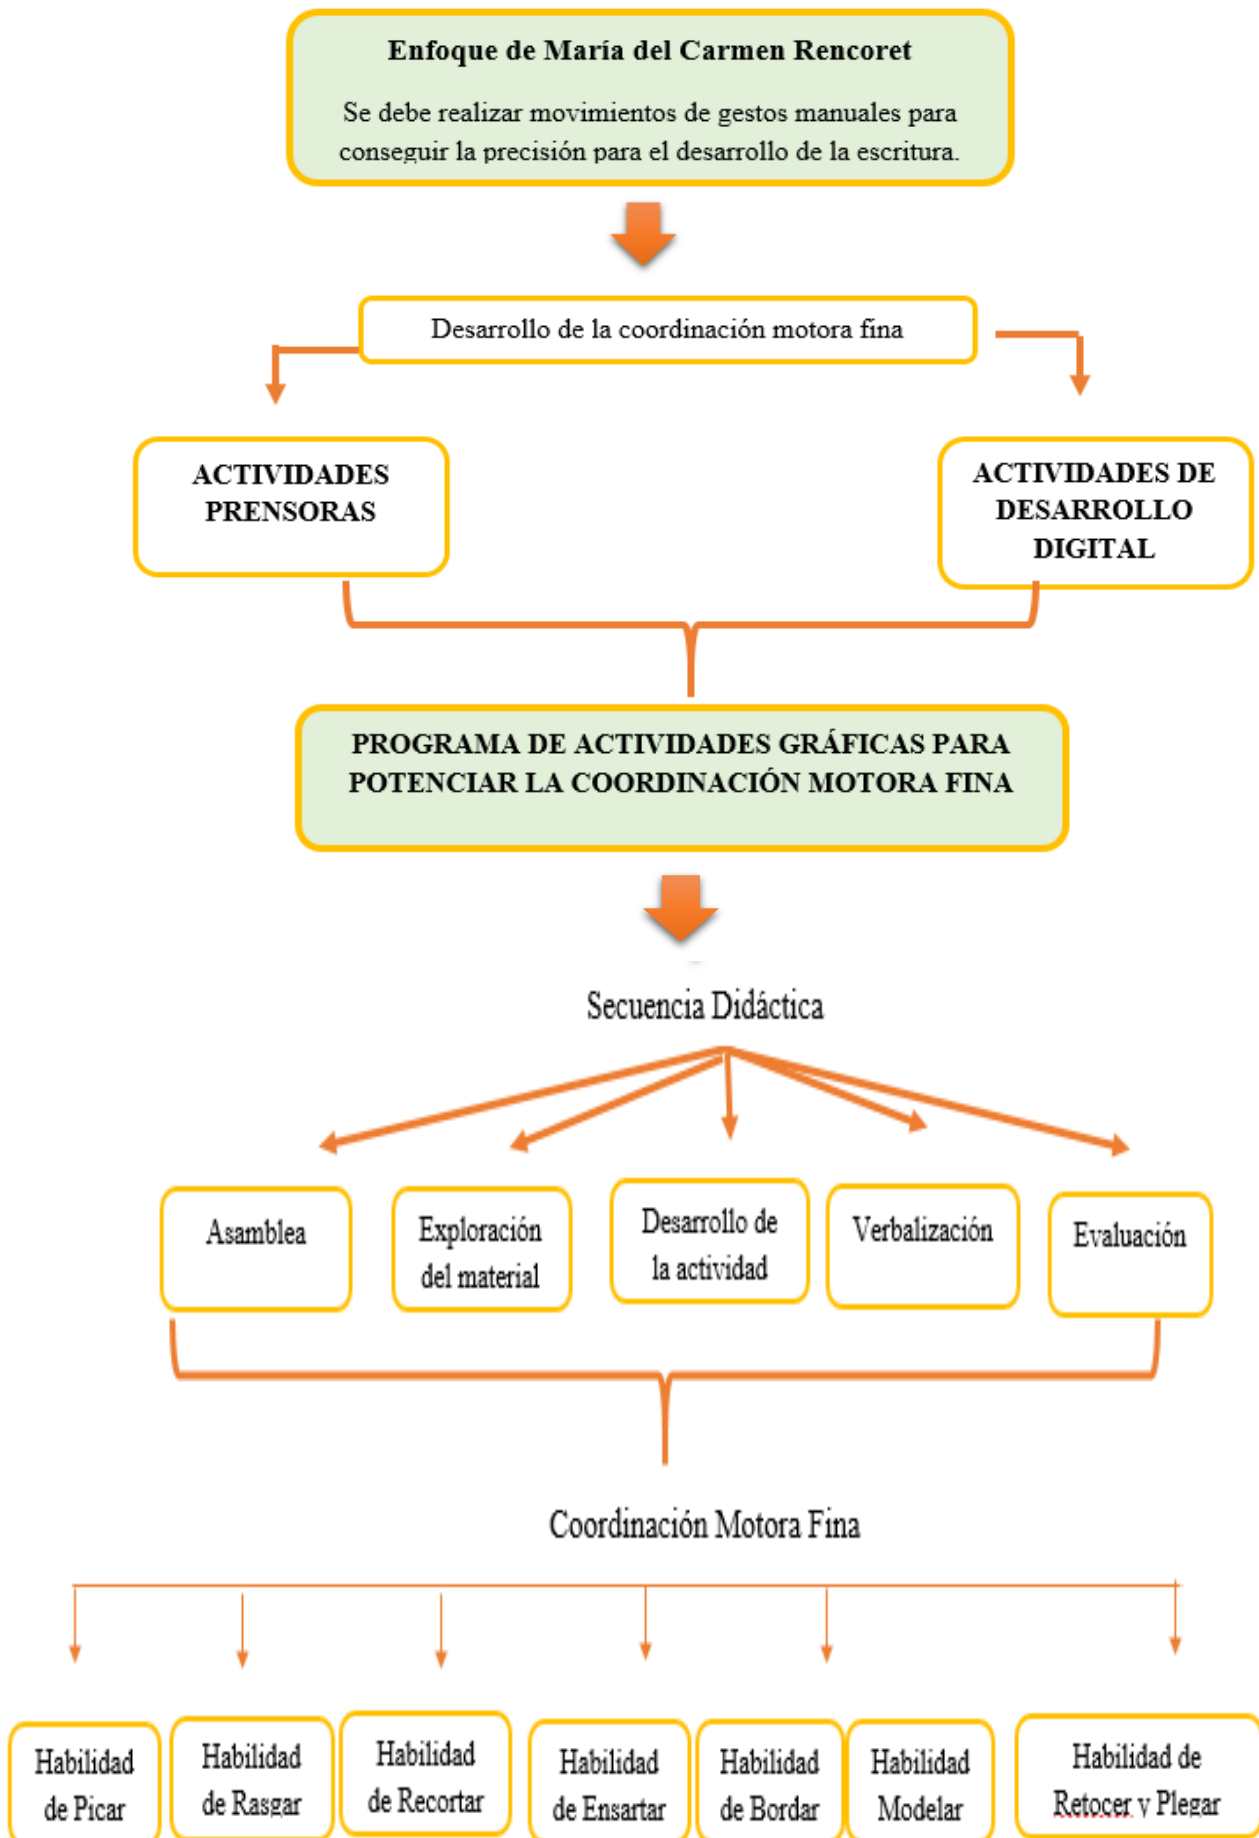 Enfoque de María del Carmen Rencoret
Se debe realizar movimientos de gestos manuales para
conseguir la precisión para el desarrollo de la escritura.
Desarrollo de la coordinación motora fina
ACTIVIDADES
PRENSORAS
ACTIVIDADES DE
DESARROLLO
DIGITAL
PROGRAMA DE ACTIVIDADES GRÁFICAS PARA
POTENCIAR LA COORDINACIÓN MOTORA FINA
Secuencia Didáctica
Asamblea
Exploración
del material
Desarrollo de
la actividad
Verbalización
Evaluación
Coordinación Motora Fina
Habilidad
de Picar
Habilidad
de Rasgar
Habilidad
de Recortar
Habilidad
de Ensartar
Habilidad
de Bordar
Habilidad
Modelar
Habilidad de
Retocer y Plegar